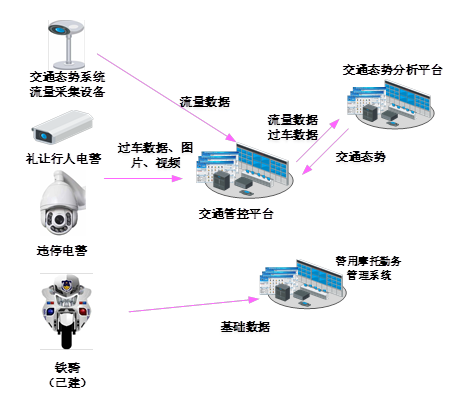 交通态势系统
流量采集设备
流量数据
交通态势分析平台
流量数据
过车数据
交通态势
礼让行人电警
过车数据、图
片、视频
交通管控平台
违停电警
警用摩托勤务
管理系统
基础数据
铁骑
（已建）